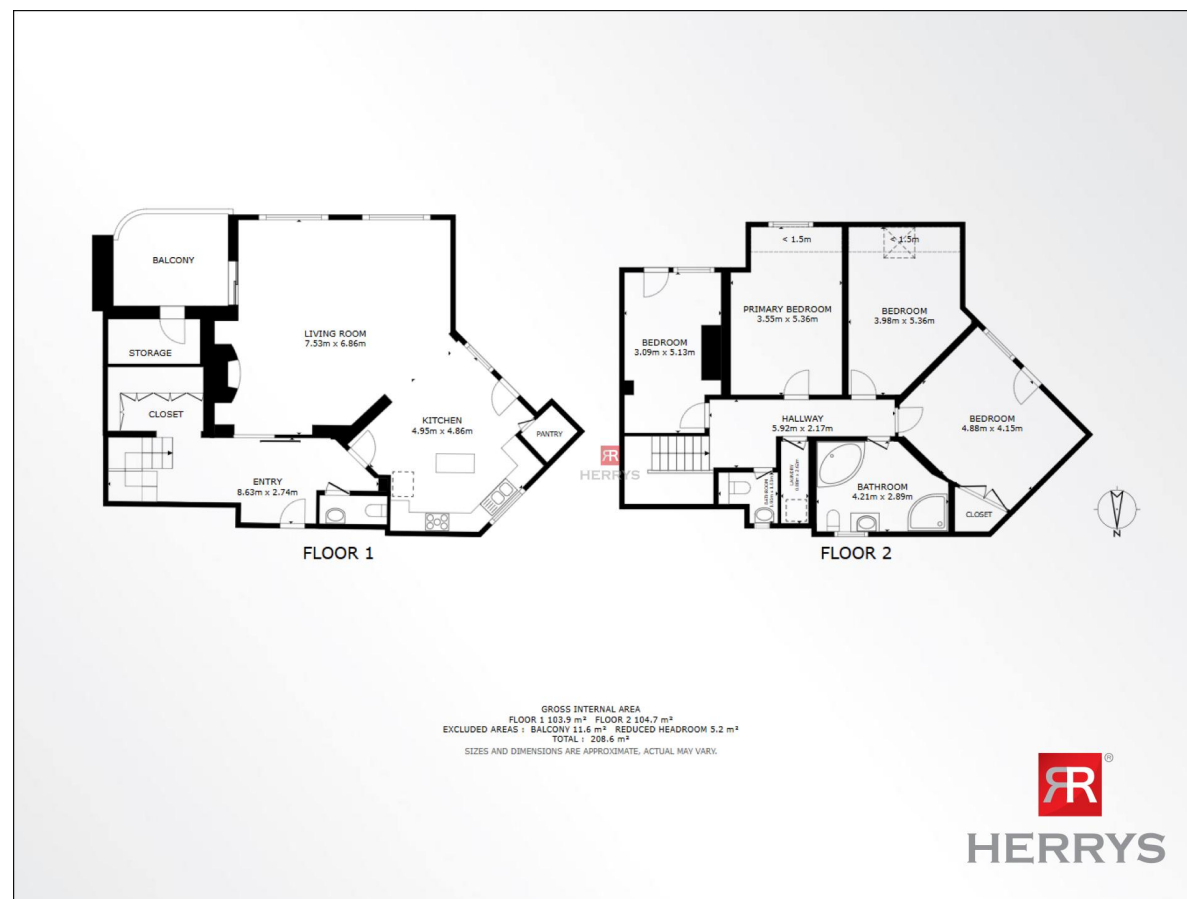 BALCONY
STORAGE
CLOSET
LIVING ROOM
7.53m x 6.86m
KITCHEN
4.95m x 4.86m
PANTRY
ENTRY
8.63m x 2.74m
FLOOR 1
RR
HERRYS
< 1.5m
< 1.5m
PRIMARY BEDROOM
3.55m x 5.36m
BEDROOM
3.98m x 5.36m
BEDROOM
3.09m x 5.13m
HALLWAY
5.92m x 2.17m
BEDROOM
4.88m x 4.15m
BATHROOM
LAUNDRY
BATHROOM
4.21m x 2.89m
CLOSET
N
FLOOR 2
GROSS INTERNAL AREA
FLOOR 1 103.9 m² FLOOR 2 104.7 m²
EXCLUDED AREAS : BALCONY 11.6 m² REDUCED HEADROOM 5.2 m²
TOTAL : 208.6 m²
SIZES AND DIMENSIONS ARE APPROXIMATE, ACTUAL MAY VARY.
RR®
HERRYS